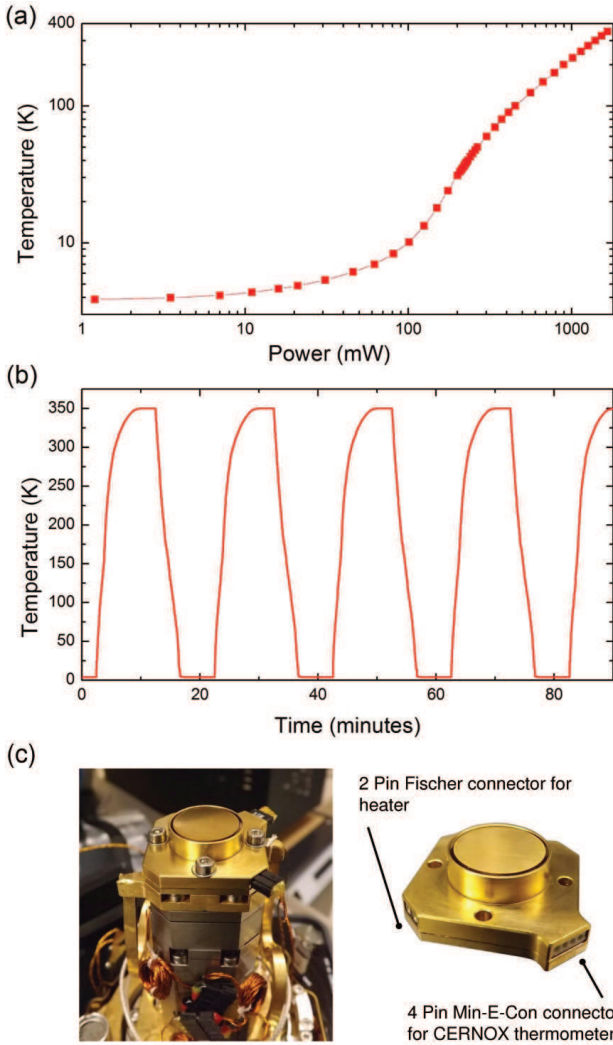 (a)
400
100
10
Temperature (K)
1
10
100
1000
Power (mW)
(b)
350
300
250
200
150
100
50
0
Temperature (K)
0
20
40
60
80
Time (minutes)
(c)
2 Pin Fischer connector for
heater
4 Pin Min-E-Con connecto
for CERNOX thermometer